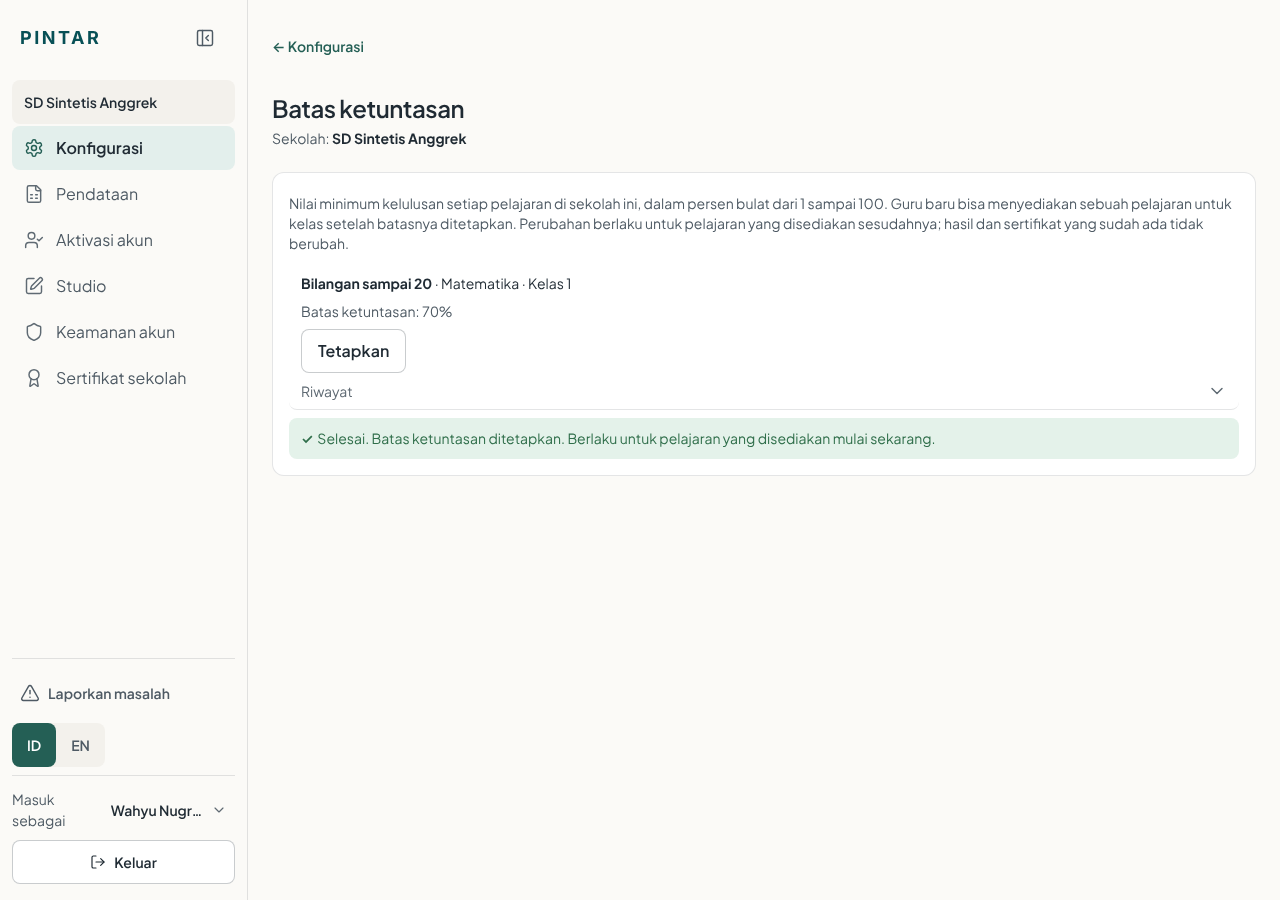 PINTAR
SD Sintetis Anggrek
Konfigurasi
Pendataan
Aktivasi akun
Studio
Keamanan akun
Sertifikat sekolah
Laporkan masalah
ID EN
Masuk sebagai
Wahyu Nugr…
Keluar
← Konfigurasi
Batas ketuntasan
Sekolah: SD Sintetis Anggrek
Nilai minimum kelulusan setiap pelajaran di sekolah ini, dalam persen bulat dari 1 sampai 100. Guru baru bisa menyediakan sebuah pelajaran untuk
kelas setelah batasnya ditetapkan. Perubahan berlaku untuk pelajaran yang disediakan sesudahnya; hasil dan sertifikat yang sudah ada tidak
berubah.
Bilangan sampai 20 · Matematika · Kelas 1
Batas ketuntasan: 70%
Tetapkan
Riwayat
✓ Selesai. Batas ketuntasan ditetapkan. Berlaku untuk pelajaran yang disediakan mulai sekarang.